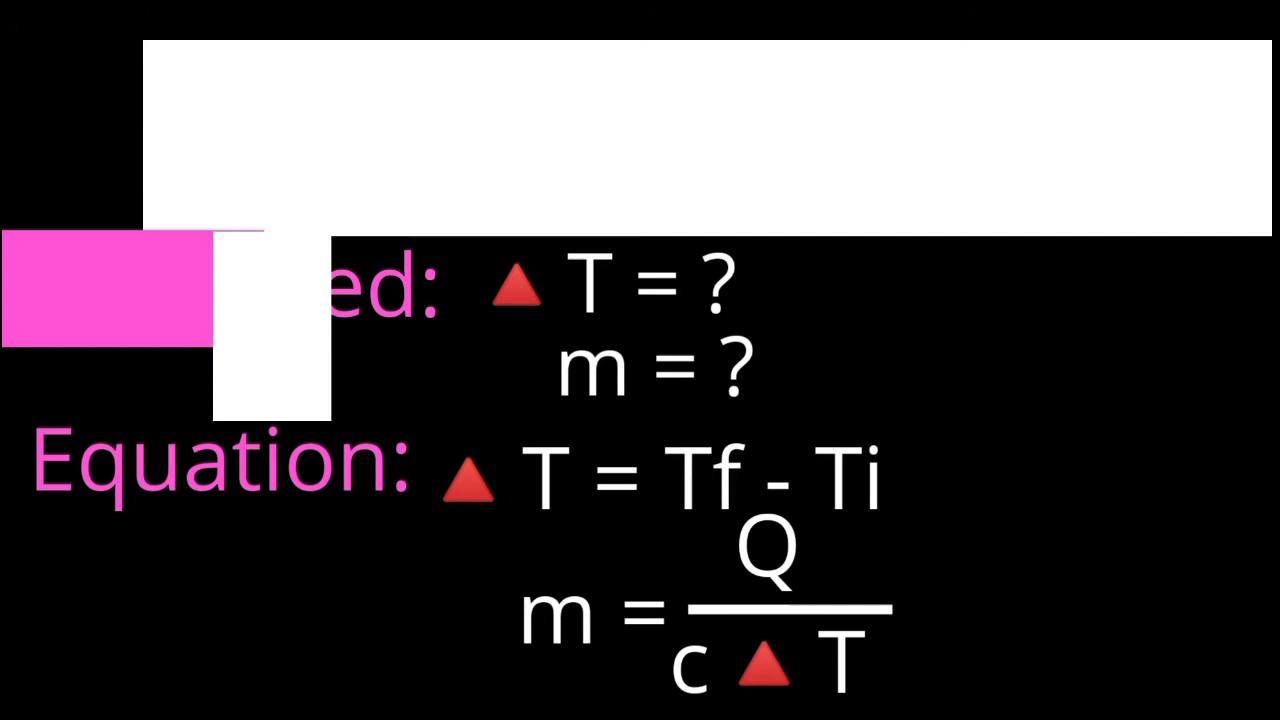 ed: 🔺T = ?
m = ?
Equation: 🔺T = Tf - Ti
m = Q
c 🔺T